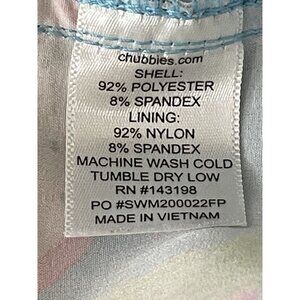 chubbies.com
SHELL:
92% POLYESTER
8% SPANDEX
LINING:
92% NYLON
8% SPANDEX
MACHINE WASH COLD
TUMBLE DRY LOW
RN #143198
PO #SWM200022FP
MADE IN VIETNAM